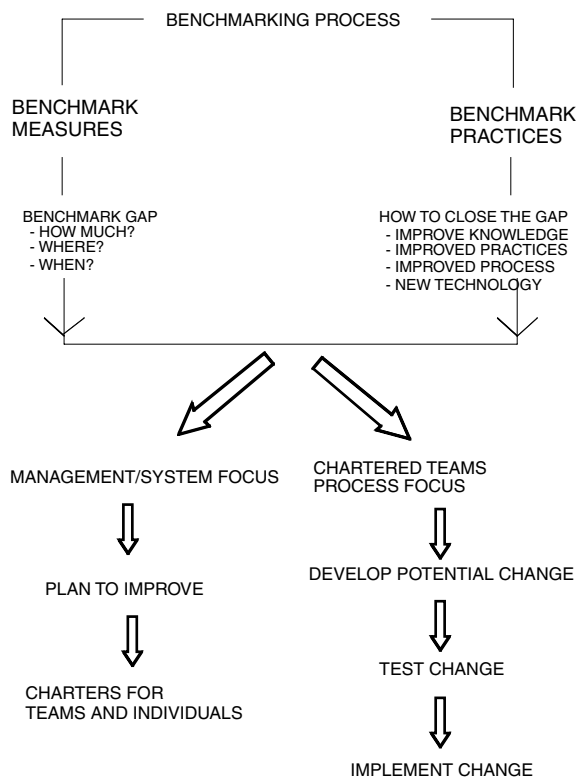 BENCHMARKING PROCESS
BENCHMARK
MEASURES
BENCHMARK
PRACTICES
BENCHMARK GAP
- HOW MUCH?
- WHERE?
- WHEN?
HOW TO CLOSE THE GAP
- IMPROVE KNOWLEDGE
- IMPROVED PRACTICES
- IMPROVED PROCESS
- NEW TECHNOLOGY
MANAGEMENT/SYSTEM FOCUS
PLAN TO IMPROVE
CHARTERS FOR
TEAMS AND INDIVIDUALS
CHARTERED TEAMS
PROCESS FOCUS
DEVELOP POTENTIAL CHANGE
TEST CHANGE
IMPLEMENT CHANGE